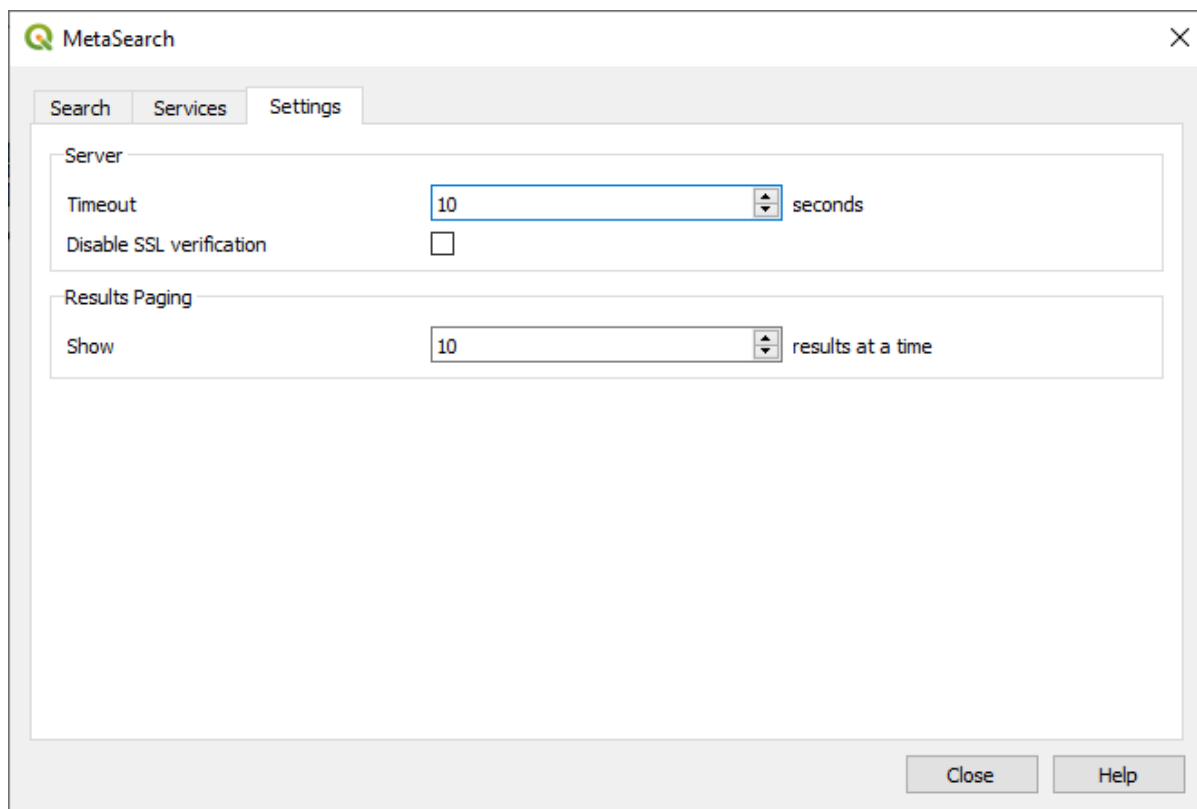 MetaSearch
Search Services Settings
Server
Timeout 10 seconds
Disable SSL verification
Results Paging
Show 10 results at a time
Close Help